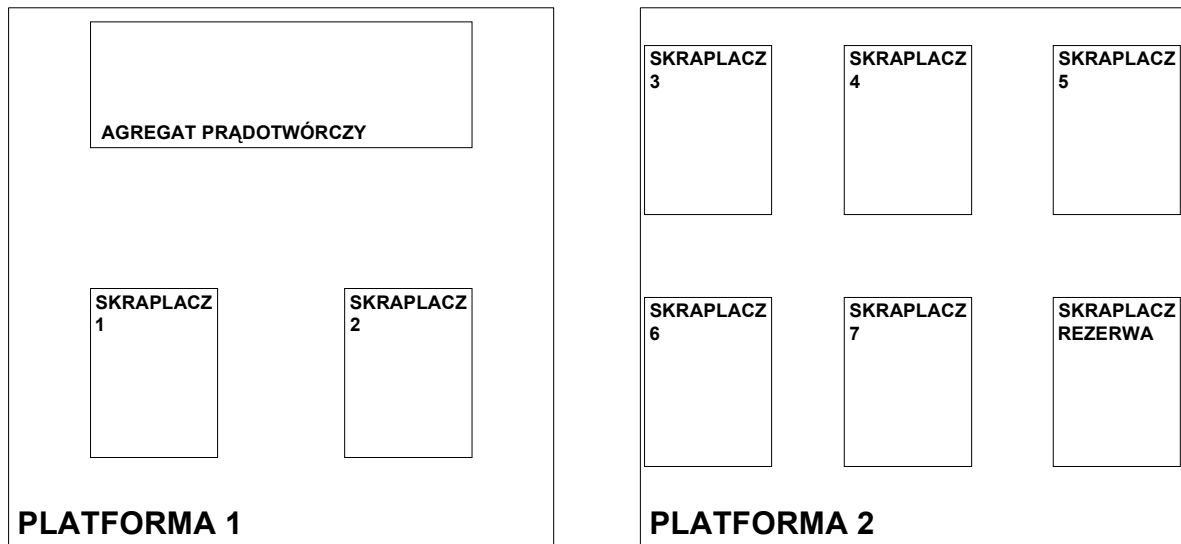 AGREGAT PRĄDOTWÓRCZY
SKRAPLACZ
1
SKRAPLACZ
2
PLATFORMA 1
SKRAPLACZ
3
SKRAPLACZ
4
SKRAPLACZ
5
SKRAPLACZ
6
SKRAPLACZ
7
SKRAPLACZ
REZERWA
PLATFORMA 2